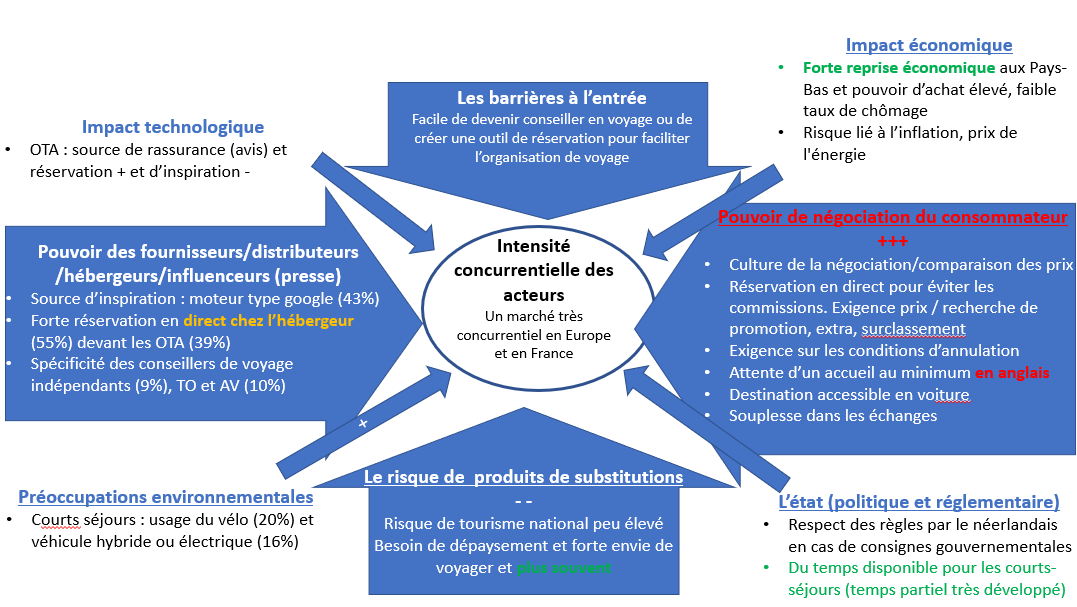 Impact économique
• Forte reprise économique aux Pays-
Bas et pouvoir d'achat élevé, faible
taux de chômage
• Risque lié à l'inflation, prix de
l'énergie
Les barrières à l'entrée
Facile de devenir conseiller en voyage ou de
créer une outil de réservation pour faciliter
l'organisation de voyage
Impact technologique
• OTA : source de rassurance (avis) et
réservation + et d'inspiration -
Pouvoir des fournisseurs/distributeurs
/hébergeurs/influenceurs (presse)
• Source d'inspiration : moteur type google (43%)
• Forte réservation en direct chez l'hébergeur
(55%) devant les OTA (39%)
• Spécificité des conseillers de voyage
indépendants (9%), TO et AV (10%)
Intensité
concurrentielle des
acteurs
Un marché très
concurrentiel en Europe
et en France
Pouvoir de négociation du consommateur
+++
• Culture de la négociation/comparaison des prix
• Réservation en direct pour éviter les
commissions. Exigence prix / recherche de
promotion, extra, surclassement
• Exigence sur les conditions d'annulation
• Attente d'un accueil au minimum en anglais
• Destination accessible en voiture
• Souplesse dans les échanges
+
Préoccupations environnementales
• Courts séjours : usage du vélo (20%) et
véhicule hybride ou électrique (16%)
Le risque de produits de substitutions
- -
Risque de tourisme national peu élevé
Besoin de dépaysement et forte envie de
voyager et plus souvent
L'état (politique et réglementaire)
• Respect des règles par le néerlandais
en cas de consignes gouvernementales
• Du temps disponible pour les courts-
séjours (temps partiel très développé)